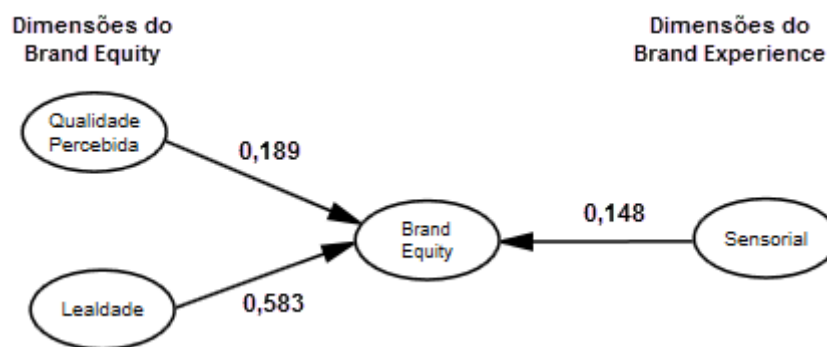 Dimensões do
Brand Equity
Dimensões do
Brand Experience
Qualidade
Percebida
0,189
Brand
Equity
0,148
Sensorial
Lealdade
0,583